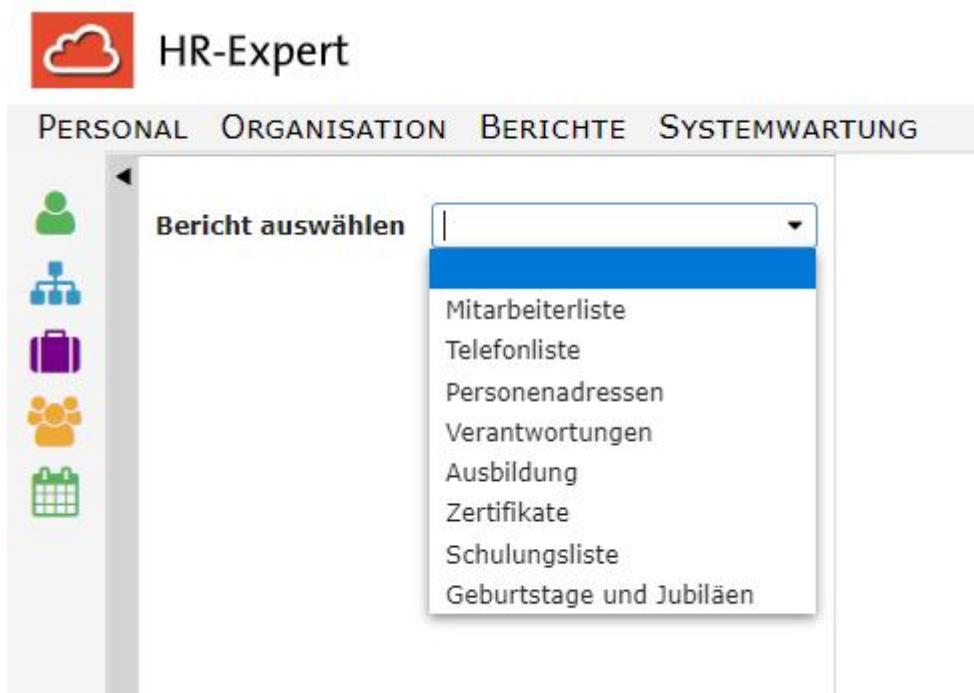 HR-Expert
PERSONAL ORGANISATION BERICHTE SYSTEMWARTUNG
Bericht auswählen
Mitarbeiterliste
Telefonliste
Personenadressen
Verantwortungen
Ausbildung
Zertifikate
Schulungsliste
Geburtstage und Jubiläen